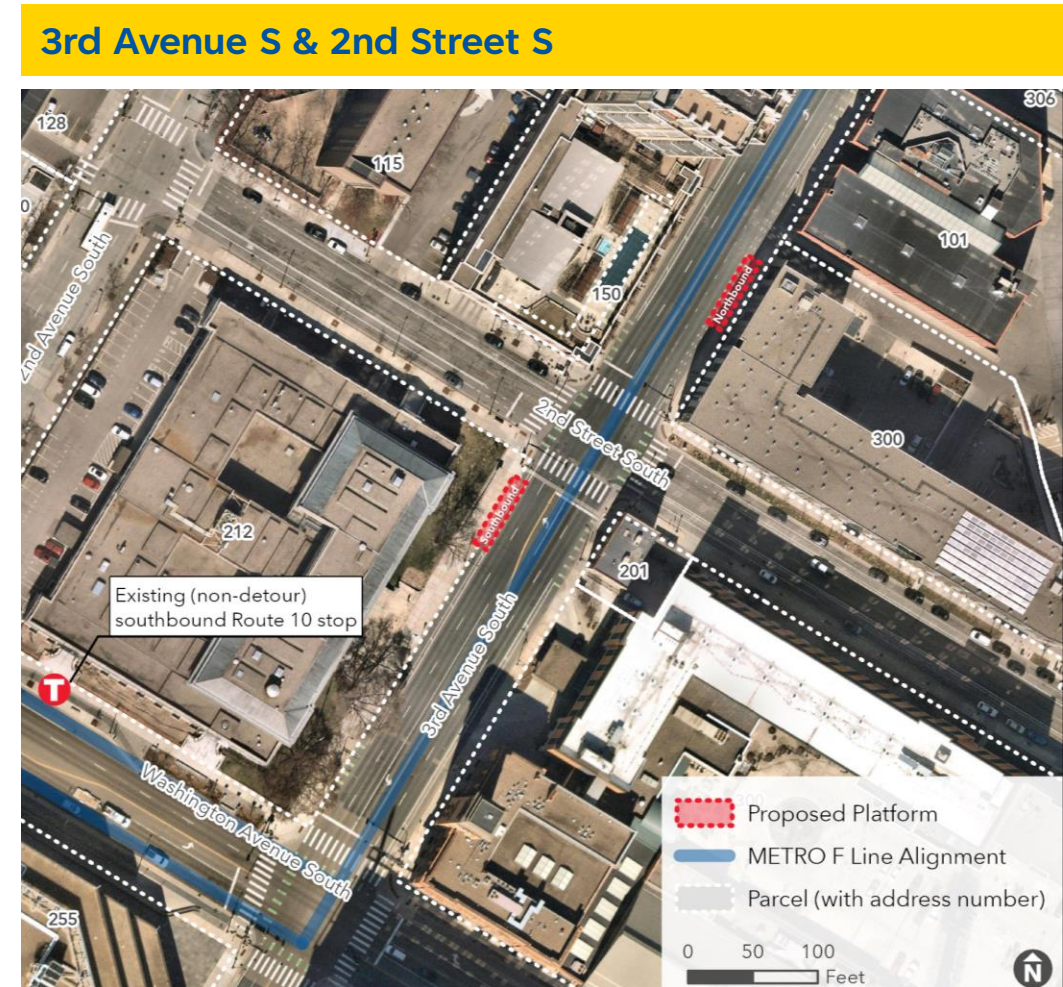 3rd Avenue S & 2nd Street S
128
306
115
0
101
2nd Avenue South
150
Northbound
2nd Street South
300
Southbound
212
201
Existing (non-detour)
southbound Route 10 stop
T
3rd Avenue South
Washington Avenue South
255
Proposed Platform
METRO F Line Alignment
Parcel (with address number)
0 50 100
Feet
N